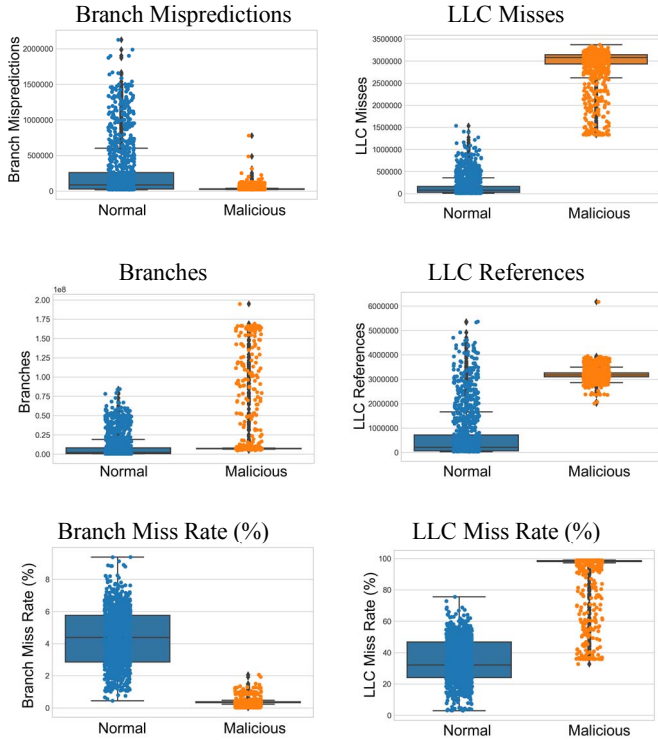 Branch Mispredictions
Branch Mispredictions
2000000
1500000
1000000
500000
0
Normal
Malicious
LLC Misses
LLC Misses
3500000
3000000
2500000
2000000
1500000
1000000
500000
0
Normal
Malicious
Branches
1e8
Branches
2.00
1.75
1.50
1.25
1.00
0.75
0.50
0.25
0.00
Normal
Malicious
LLC References
LLC References
6000000
5000000
4000000
3000000
2000000
1000000
0
Normal
Malicious
Branch Miss Rate (%)
Branch Miss Rate (%)
8
6
4
2
0
Normal
Malicious
LLC Miss Rate (%)
LLC Miss Rate (%)
100
80
60
40
20
0
Normal
Malicious